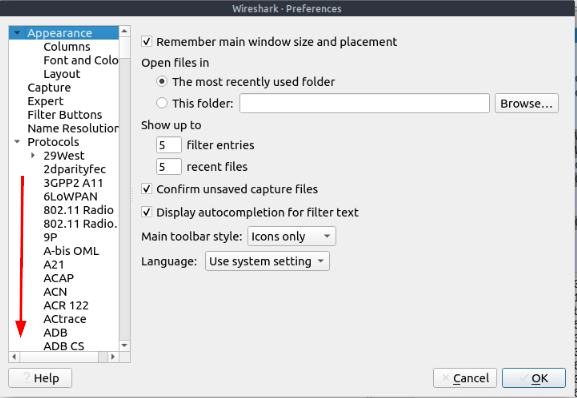 Wireshark · Preferences
Appearance
Columns
Font and Colo
Layout
Capture
Expert
Filter Buttons
Name Resolution
Protocols
29West
2dparityfec
3GPP2 A11
6LoWPAN
802.11 Radio
802.11 Radio.
9P
A-bis OML
A21
ACAP
ACN
ACR 122
ACtrace
ADB
ADB CS
Remember main window size and placement
Open files in
The most recently used folder
This folder:
Browse...
Show up to
5 filter entries
5 recent files
Confirm unsaved capture files
Display autocompletion for filter text
Main toolbar style: Icons only
Language: Use system setting
? Help
Cancel
OK